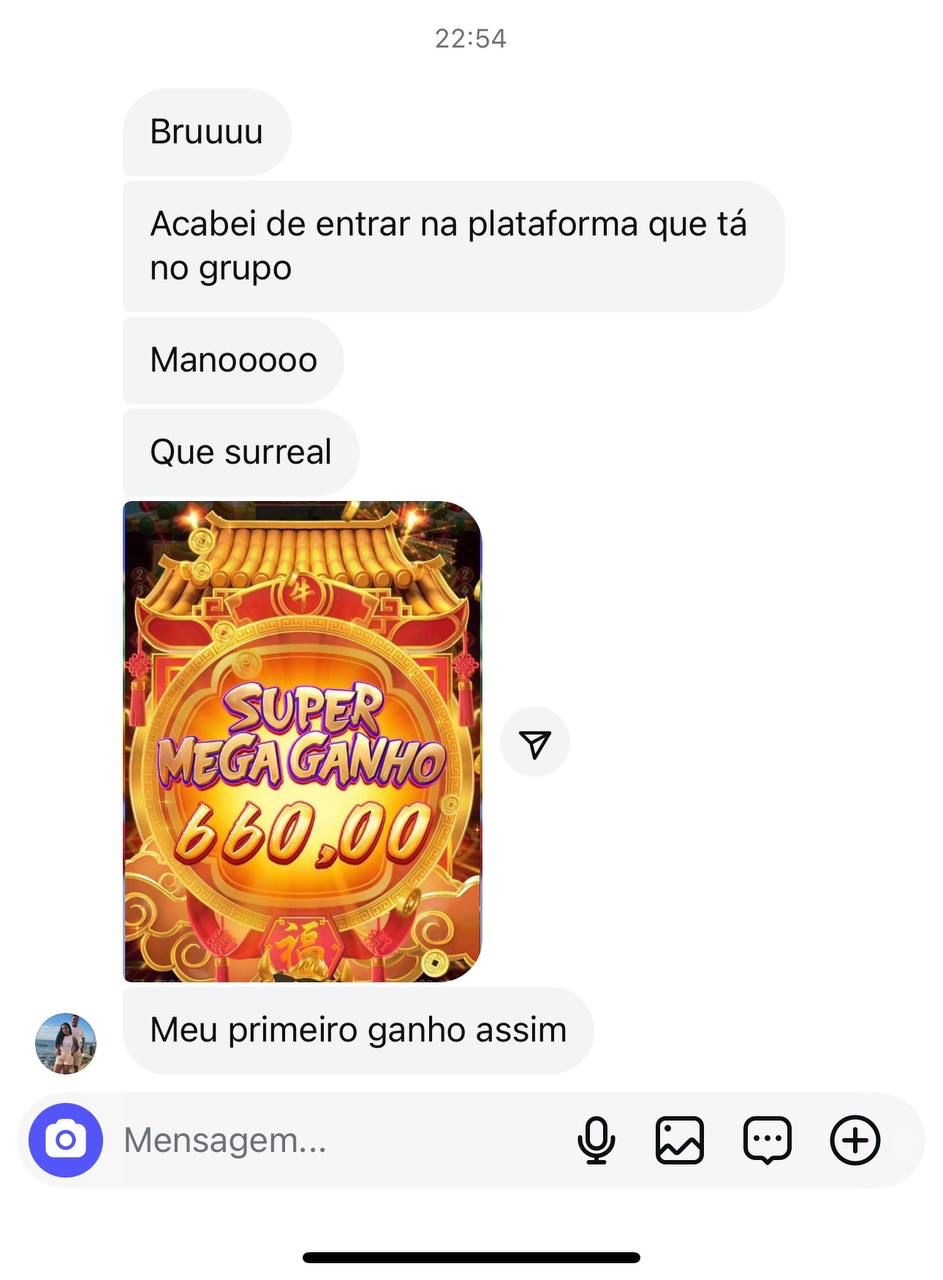 22:54
Bruuuu
Acabei de entrar na plataforma que tá
no grupo
Manooooo
Que surreal
牛
SUPER
MEGA GANHO
660,00
福
Meu primeiro ganho assim
Mensagem...